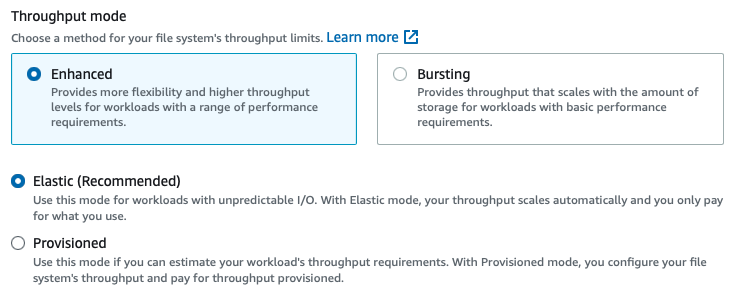 Throughput mode
Choose a method for your file system's throughput limits. Learn more
Enhanced
Provides more flexibility and higher throughput
levels for workloads with a range of performance
requirements.
Bursting
Provides throughput that scales with the amount of
storage for workloads with basic performance
requirements.
Elastic (Recommended)
Use this mode for workloads with unpredictable I/O. With Elastic mode, your throughput scales automatically and you only pay
for what you use.
Provisioned
Use this mode if you can estimate your workload's throughput requirements. With Provisioned mode, you configure your file
system's throughput and pay for throughput provisioned.